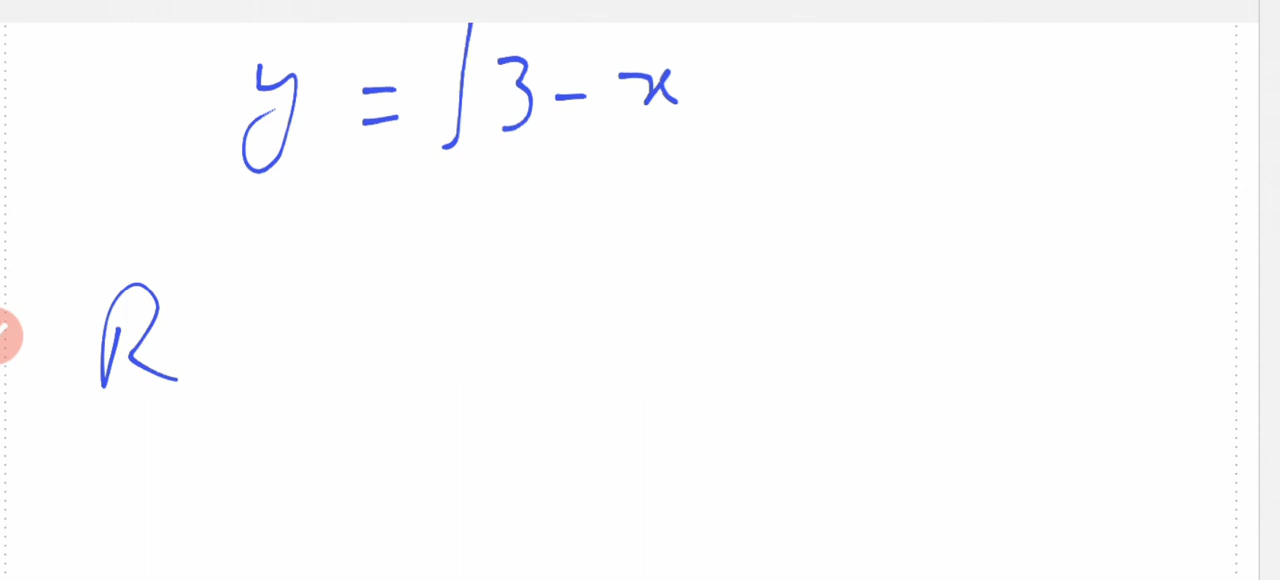 y = ∫ 3 - x
R